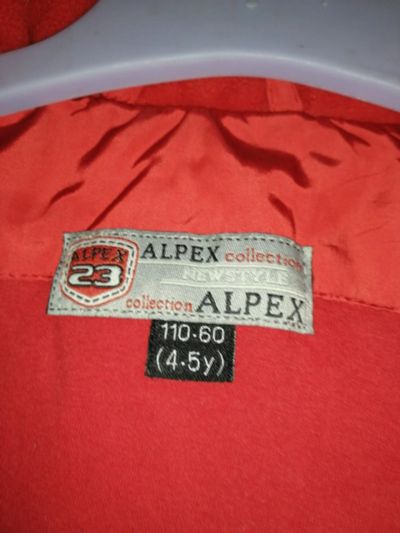 ALPEX
23
ALPEX collection
NEWSTYLE
collection ALPEX
110-60
(4-5y)